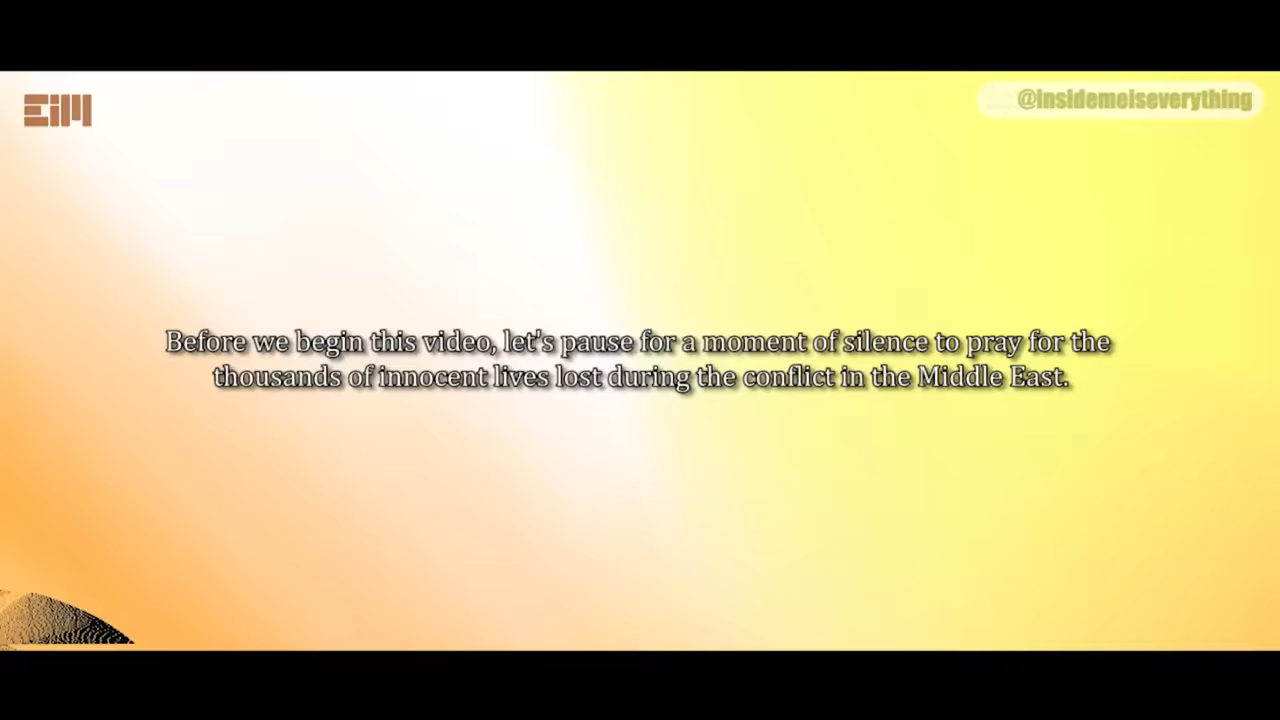 EiM
@insidemeiseverything
Before we begin this video, let's pause for a moment of silence to pray for the
thousands of innocent lives lost during the conflict in the Middle East.